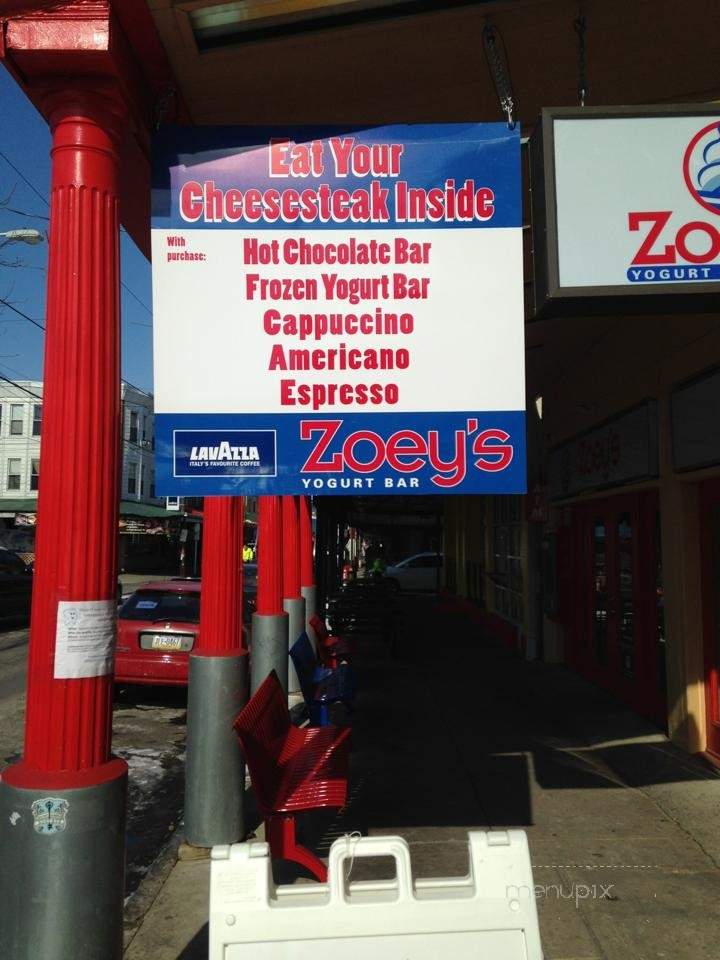 Eat Your
Cheesesteak Inside
With
purchase:
Hot Chocolate Bar
Frozen Yogurt Bar
Cappuccino
Americano
Espresso
LAVAZZA
ITALY'S FAVOURITE COFFEE
Zoey's
YOGURT BAR
Zo
YOGURT
Zoey's
menupix